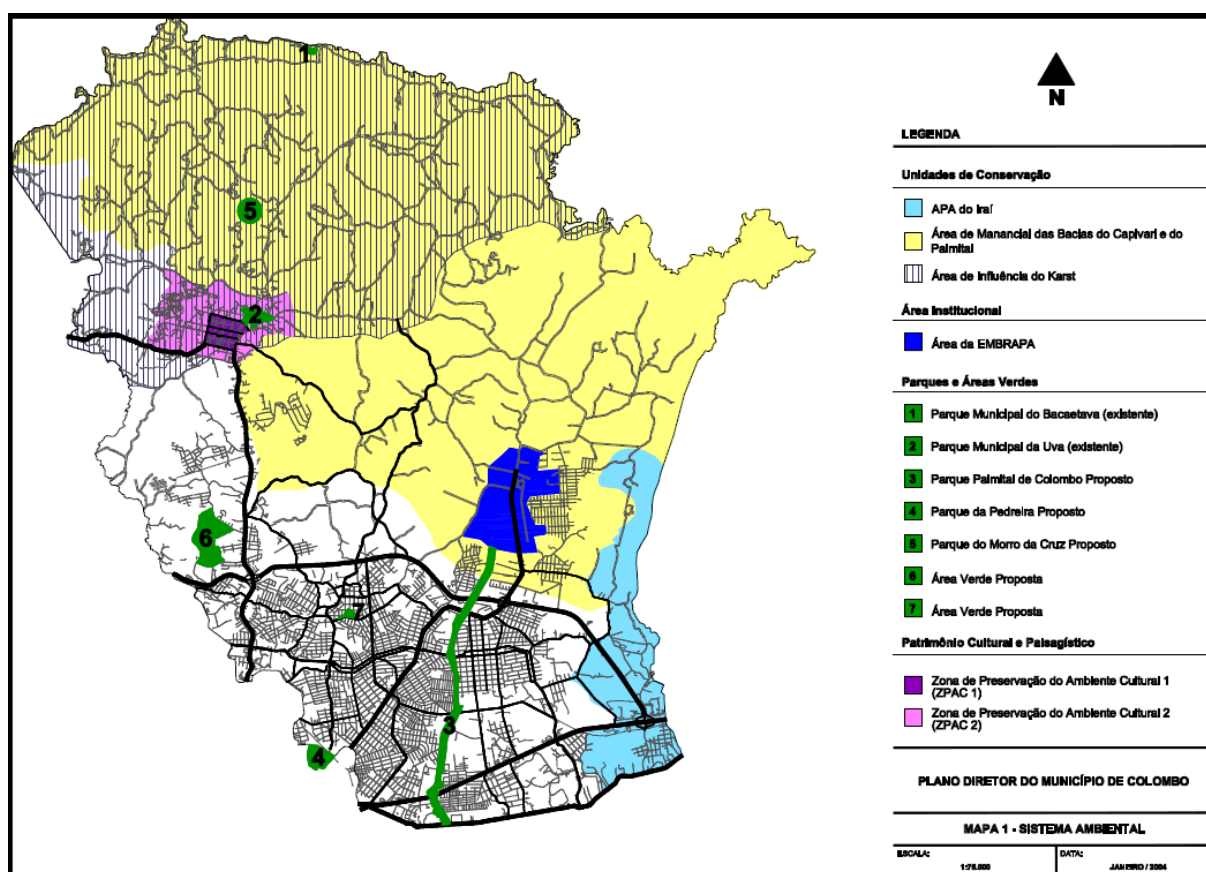 1
5
2
6
7
3
4
N
LEGENDA
Unidades de Conservação
APA do Iraí
Área de Manancial das Bacias do Capivari e do
Palmital
Área de Influência do Karst
Área Institucional
Área da EMBRAPA
Parques e Áreas Verdes
1 Parque Municipal do Bacaetava (existente)
2 Parque Municipal da Uva (existente)
3 Parque Palmital de Colombo Proposto
4 Parque da Pedreira Proposto
5 Parque do Morro da Cruz Proposto
6 Área Verde Proposta
7 Área Verde Proposta
Patrimônio Cultural e Paisagístico
Zona de Preservação do Ambiente Cultural 1
(ZPAC 1)
Zona de Preservação do Ambiente Cultural 2
(ZPAC 2)
PLANO DIRETOR DO MUNICÍPIO DE COLOMBO
MAPA 1 - SISTEMA AMBIENTAL
ESCALA:
DATA:
JANEIRO / 2004